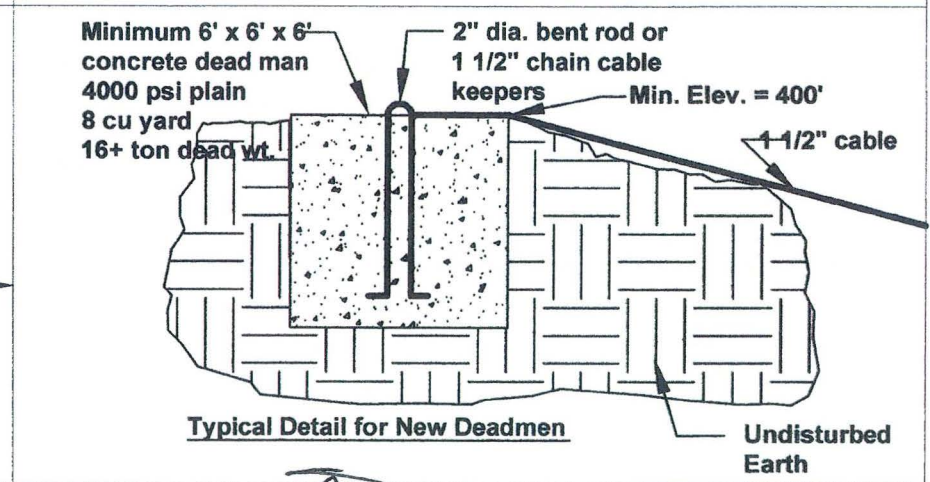 Minimum 6' x 6' x 6'
concrete dead man
4000 psi plain
8 cu yard
16+ ton dead wt.
2" dia. bent rod or
1 1/2" chain cable
keepers
Min. Elev. = 400'
1 1/2" cable
Typical Detail for New Deadmen
Undisturbed
Earth